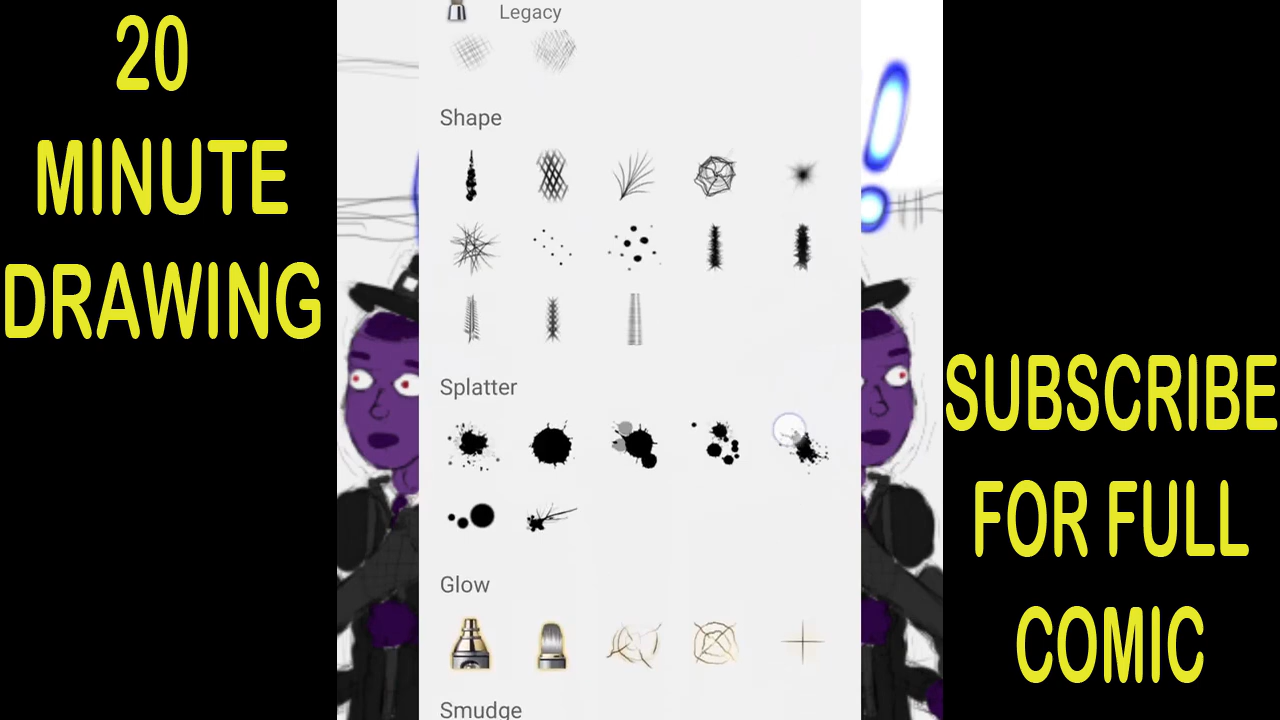 20
MINUTE
DRAWING
Legacy
Shape
Splatter
Glow
Smudge
SUBSCRIBE
FOR FULL
COMIC